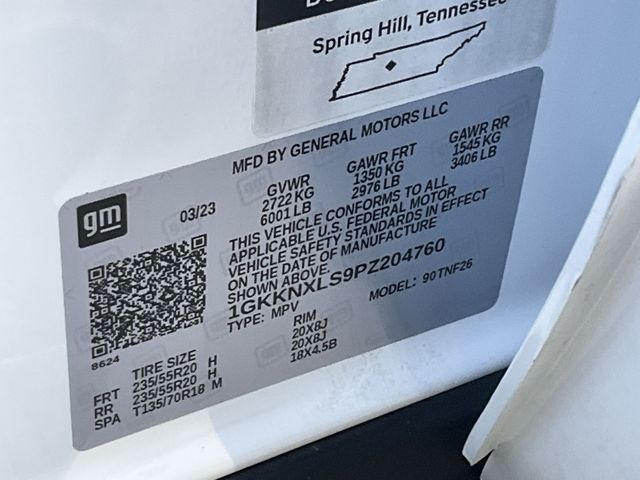 Spring Hill, Tennessee
MFD BY GENERAL MOTORS LLC
gm
03/23
GVWR GAWR FRT GAWR RR
2722 KG 1350 KG 1545 KG
6001 LB 2976 LB 3406 LB
THIS VEHICLE CONFORMS TO ALL
APPLICABLE U.S. FEDERAL MOTOR
VEHICLE SAFETY STANDARDS IN EFFECT
ON THE DATE OF MANUFACTURE
SHOWN ABOVE.
1GKKNXLS9PZ204760
TYPE: MPV MODEL: 90TNF26
8624
TIRE SIZE RIM
FRT 235/55R20 H 20X8J
RR 235/55R20 H 20X8J
SPA T135/70R18 M 18X4.5B